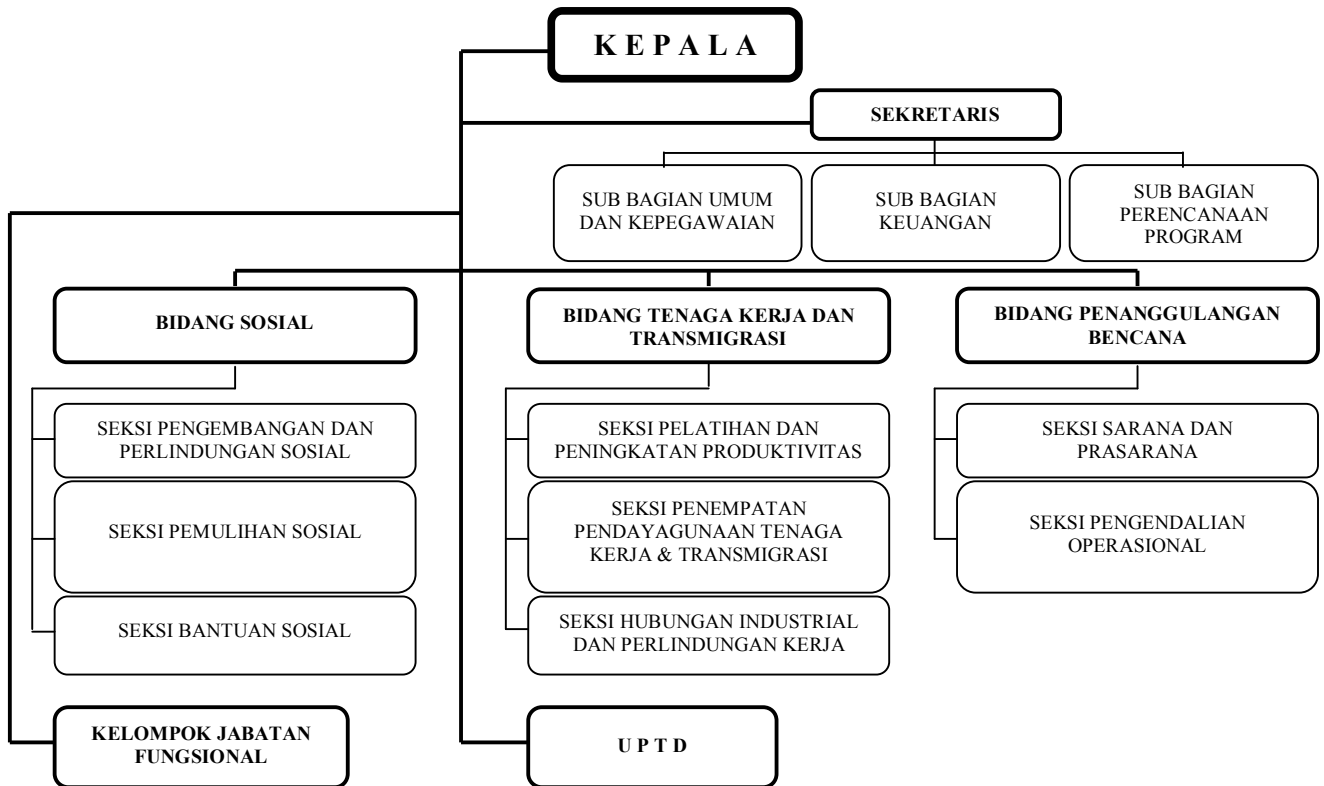 K E P A L A
SEKRETARIS
SUB BAGIAN UMUM
DAN KEPEGAWAIAN
SUB BAGIAN
KEUANGAN
SUB BAGIAN
PERENCANAAN
PROGRAM
BIDANG SOSIAL
SEKSI PENGEMBANGAN DAN
PERLINDUNGAN SOSIAL
SEKSI PEMULIHAN SOSIAL
SEKSI BANTUAN SOSIAL
BIDANG TENAGA KERJA DAN
TRANSMIGRASI
SEKSI PELATIHAN DAN
PENINGKATAN PRODUKTIVITAS
SEKSI PENEMPATAN
PENDAYAGUNAAN TENAGA
KERJA & TRANSMIGRASI
SEKSI HUBUNGAN INDUSTRIAL
DAN PERLINDUNGAN KERJA
BIDANG PENANGGULANGAN
BENCANA
SEKSI SARANA DAN
PRASARANA
SEKSI PENGENDALIAN
OPERASIONAL
KELOMPOK JABATAN
FUNGSIONAL
U P T D